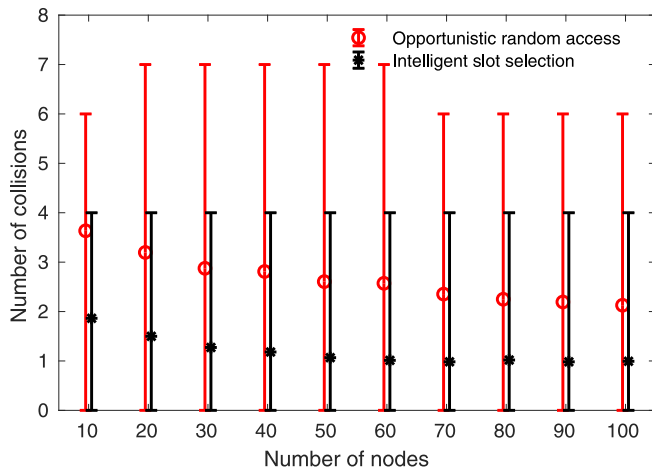 8
7
6
5
4
3
2
1
0
Number of collisions
Opportunistic random access
Intelligent slot selection
10 20 30 40 50 60 70 80 90 100
Number of nodes